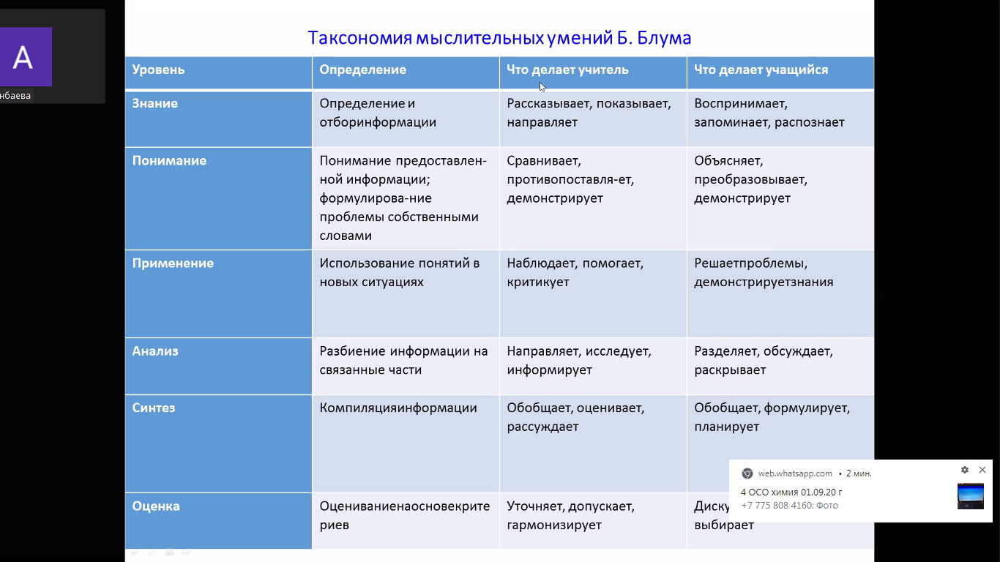 А
нбаева
Таксономия мыслительных умений Б. Блума
Уровень
Определение
Что делает учитель
Что делает учащийся
Знание
Определение и
отборинформации
Рассказывает, показывает,
направляет
Воспринимает,
запоминает, распознает
Понимание
Понимание предоставлен-
ной информации;
формулирова-ние
проблемы собственными
словами
Сравнивает,
противопоставля-ет,
демонстрирует
Объясняет,
преобразовывает,
демонстрирует
Применение
Использование понятий в
новых ситуациях
Наблюдает, помогает,
критикует
Решаетпроблемы,
демонстрируетзнания
Анализ
Разбиение информации на
связанные части
Направляет, исследует,
информирует
Разделяет, обсуждает,
раскрывает
Синтез
Компиляцияинформации
Обобщает, оценивает,
рассуждает
Обобщает, формулирует,
планирует
Оценка
Оцениваниенаосновекрите
риев
Уточняет, допускает,
гармонизирует
выбирает
web.whatsapp.com • 2 мин.
4 ОСО химия 01.09.20 г
+7 775 808 4160: Фото